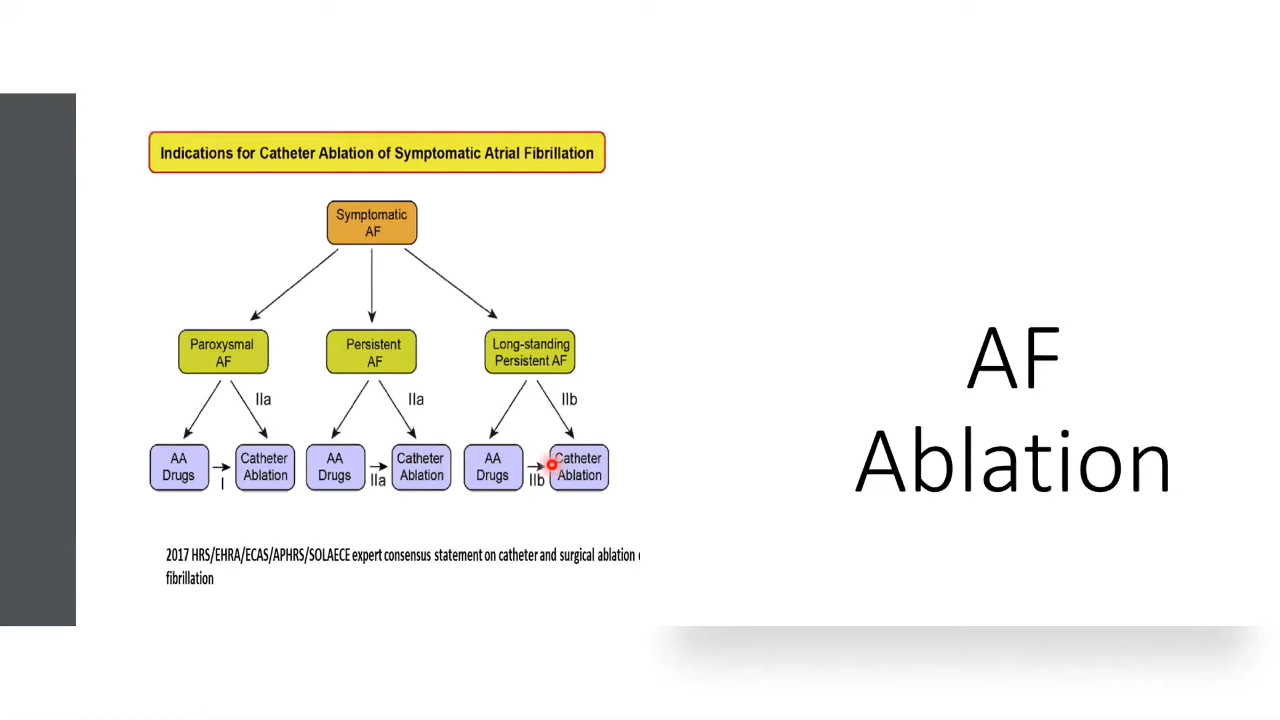 Indications for Catheter Ablation of Symptomatic Atrial Fibrillation
Symptomatic
AF
Paroxysmal
AF
Persistent
AF
Long-standing
Persistent AF
IIa
IIa
IIb
AA
Drugs
I
Catheter
Ablation
AA
Drugs
IIa
Catheter
Ablation
AA
Drugs
IIb
Catheter
Ablation
2017 HRS/EHRA/ECAS/APHRS/SOLAECE expert consensus statement on catheter and surgical ablation
fibrillation
AF
Ablation